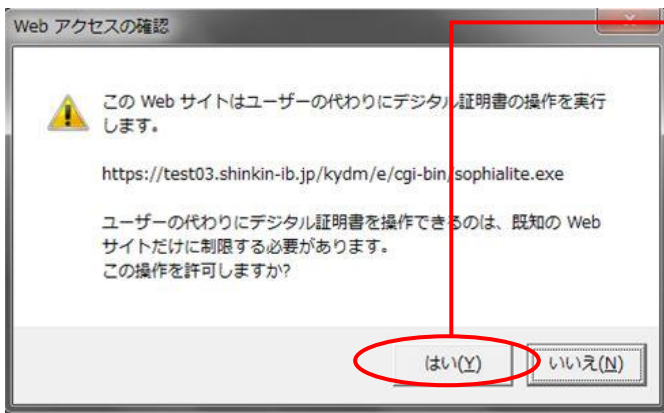 Web アクセスの確認
この Web サイトはユーザーの代わりにデジタル証明書の操作を実行
します。
https://test03.shinkin-ib.jp/kydm/e/cgi-bin/sophialite.exe
ユーザーの代わりにデジタル証明書を操作できるのは、既知の Web
サイトだけに制限する必要があります。
この操作を許可しますか?
はい(Y) いいえ(N)